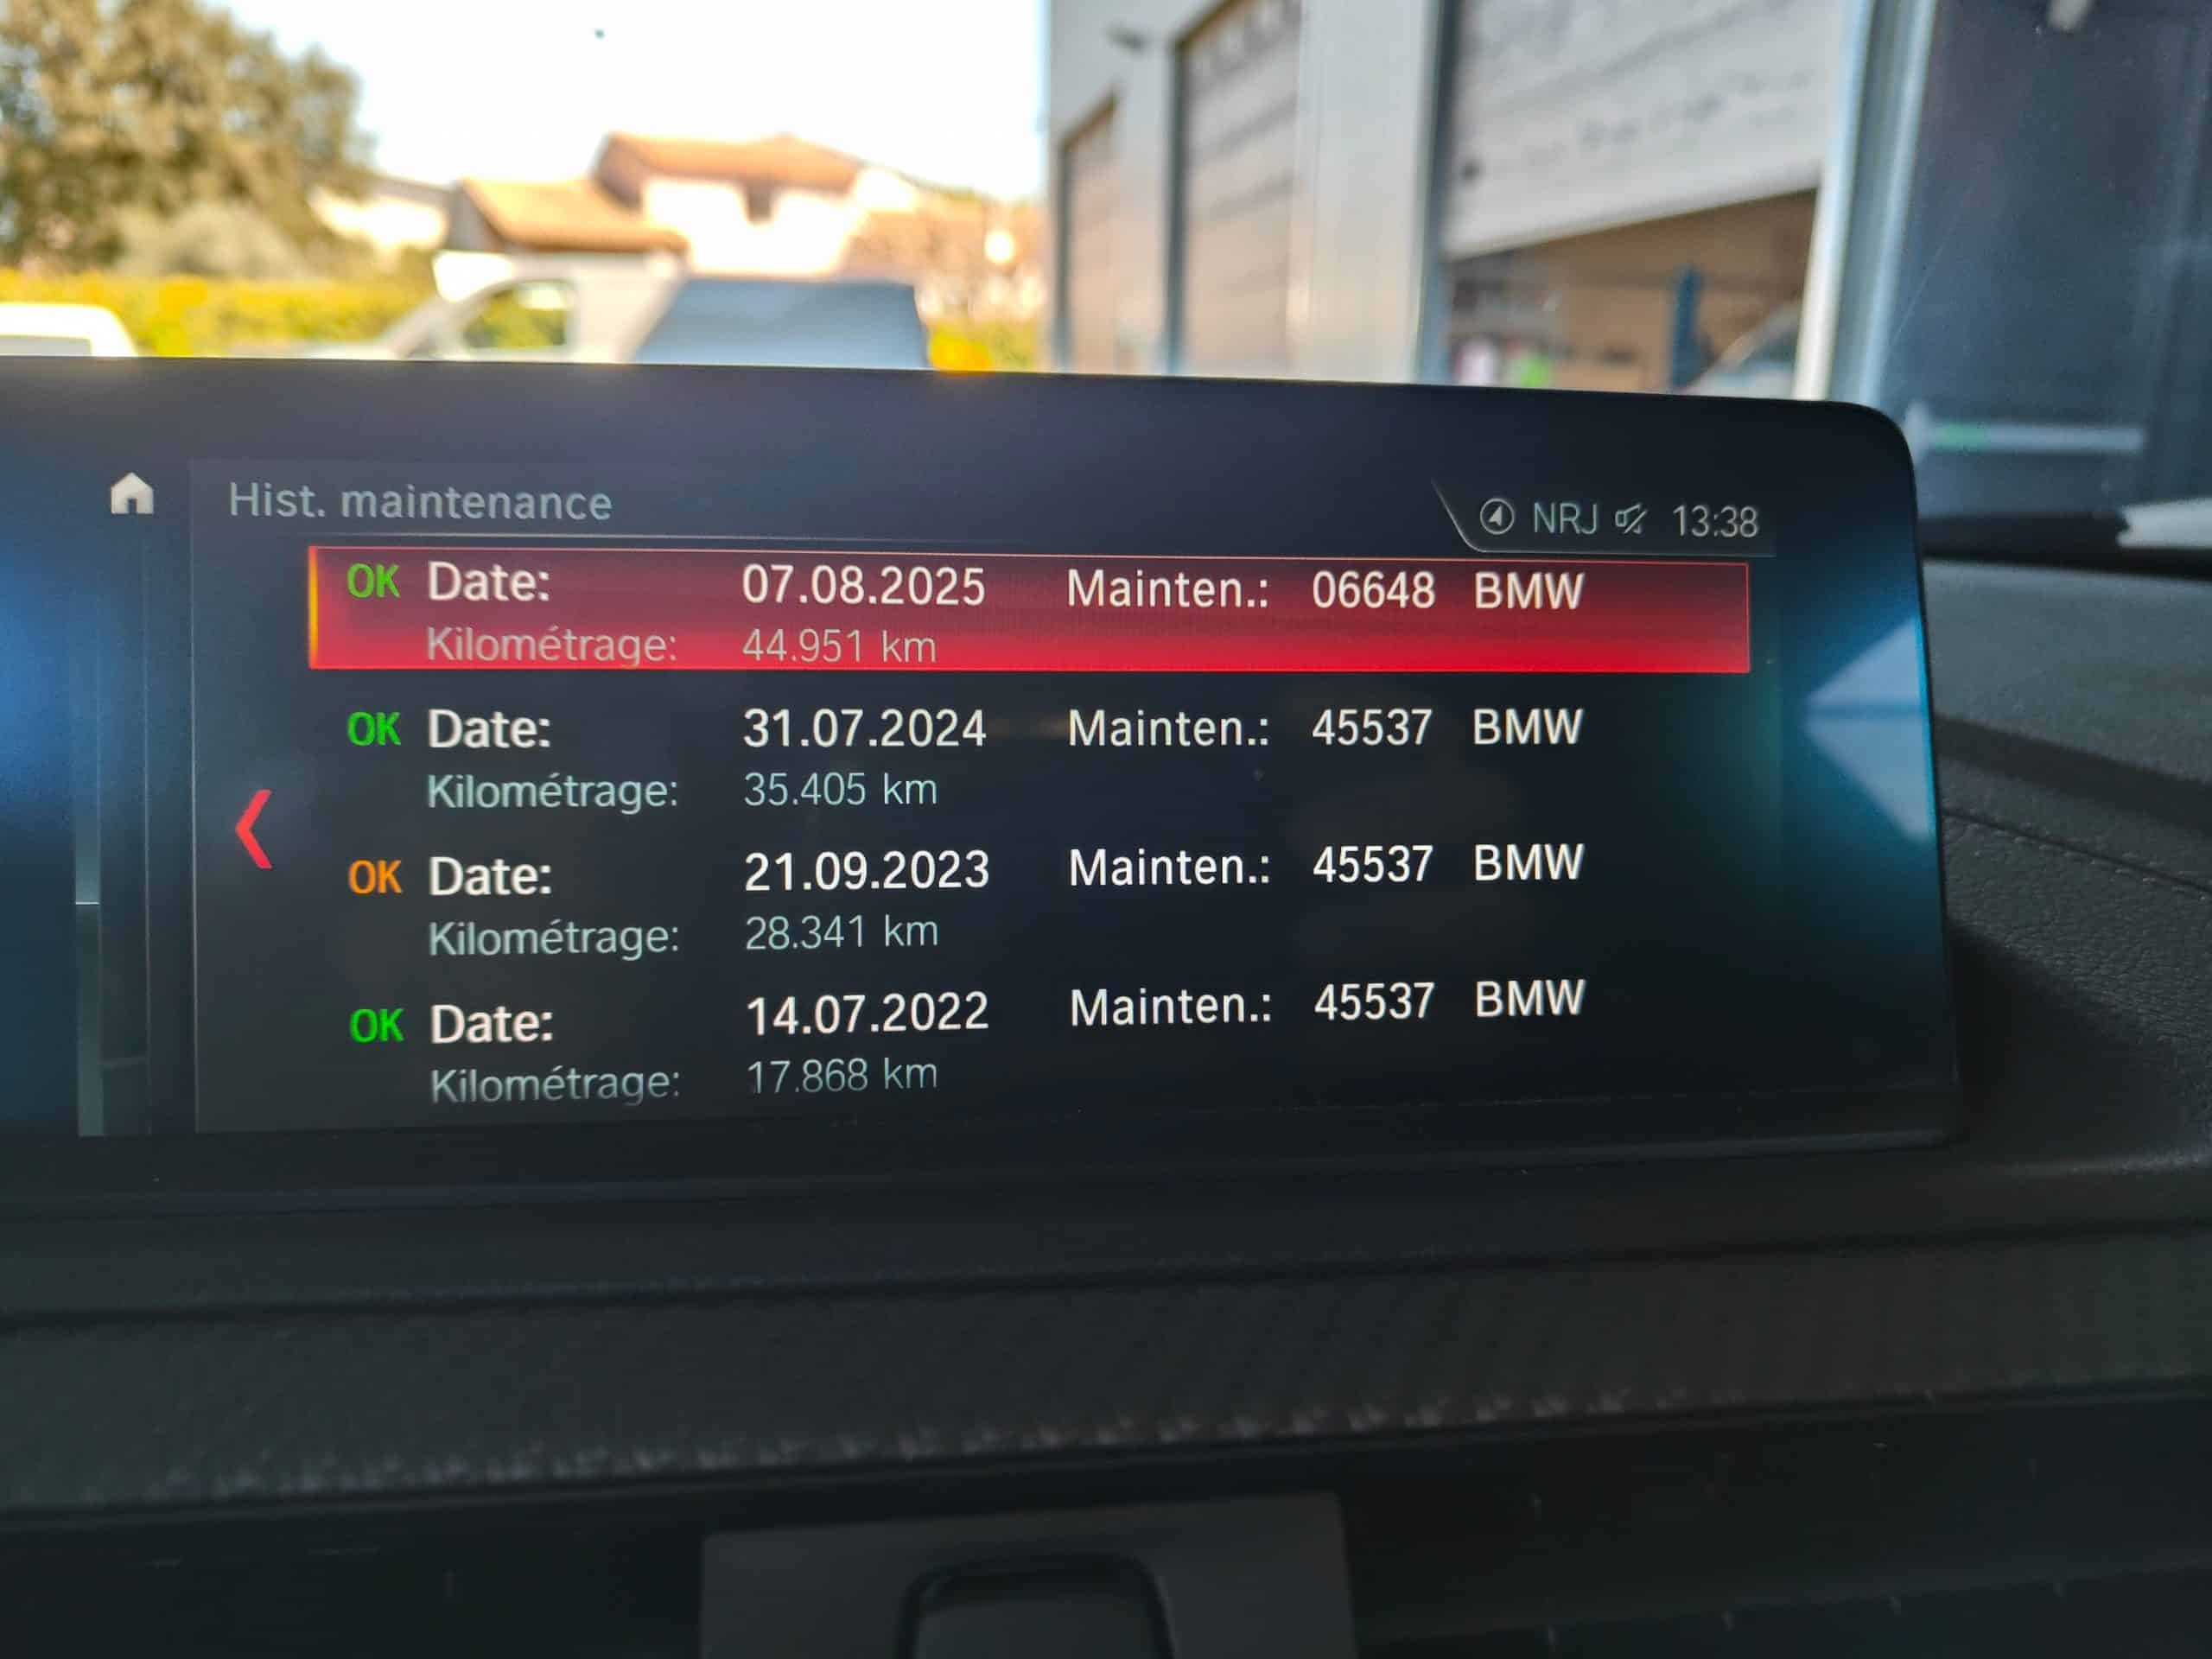 Hist. maintenance
NRJ 13:38
OK Date: 07.08.2025 Mainten.: 06648 BMW
Kilométrage: 44.951 km
OK Date: 31.07.2024 Mainten.: 45537 BMW
Kilométrage: 35.405 km
OK Date: 21.09.2023 Mainten.: 45537 BMW
Kilométrage: 28.341 km
OK Date: 14.07.2022 Mainten.: 45537 BMW
Kilométrage: 17.868 km